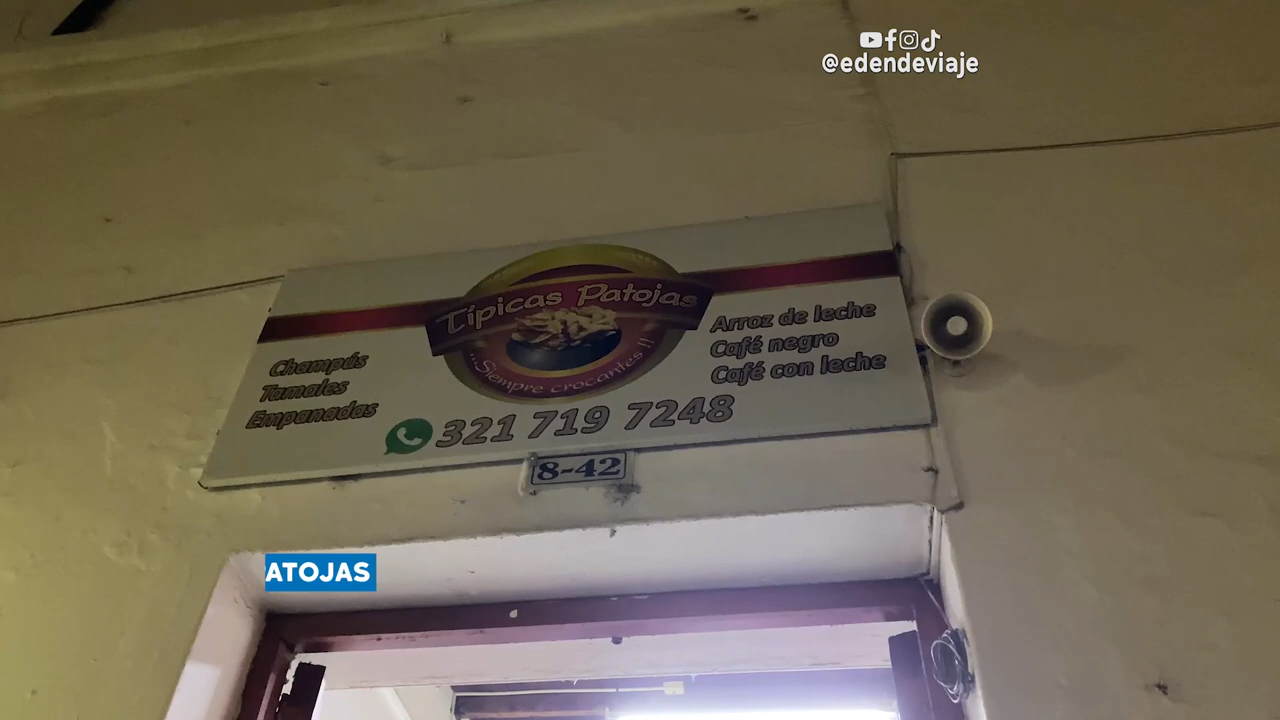 @edendeviaje
Típicas Patojas
"Siempre crocantes!!
Champús
Tamales
Empanadas
Arroz de leche
Café negro
Café con leche
321 719 7248
8-42
ATOJAS